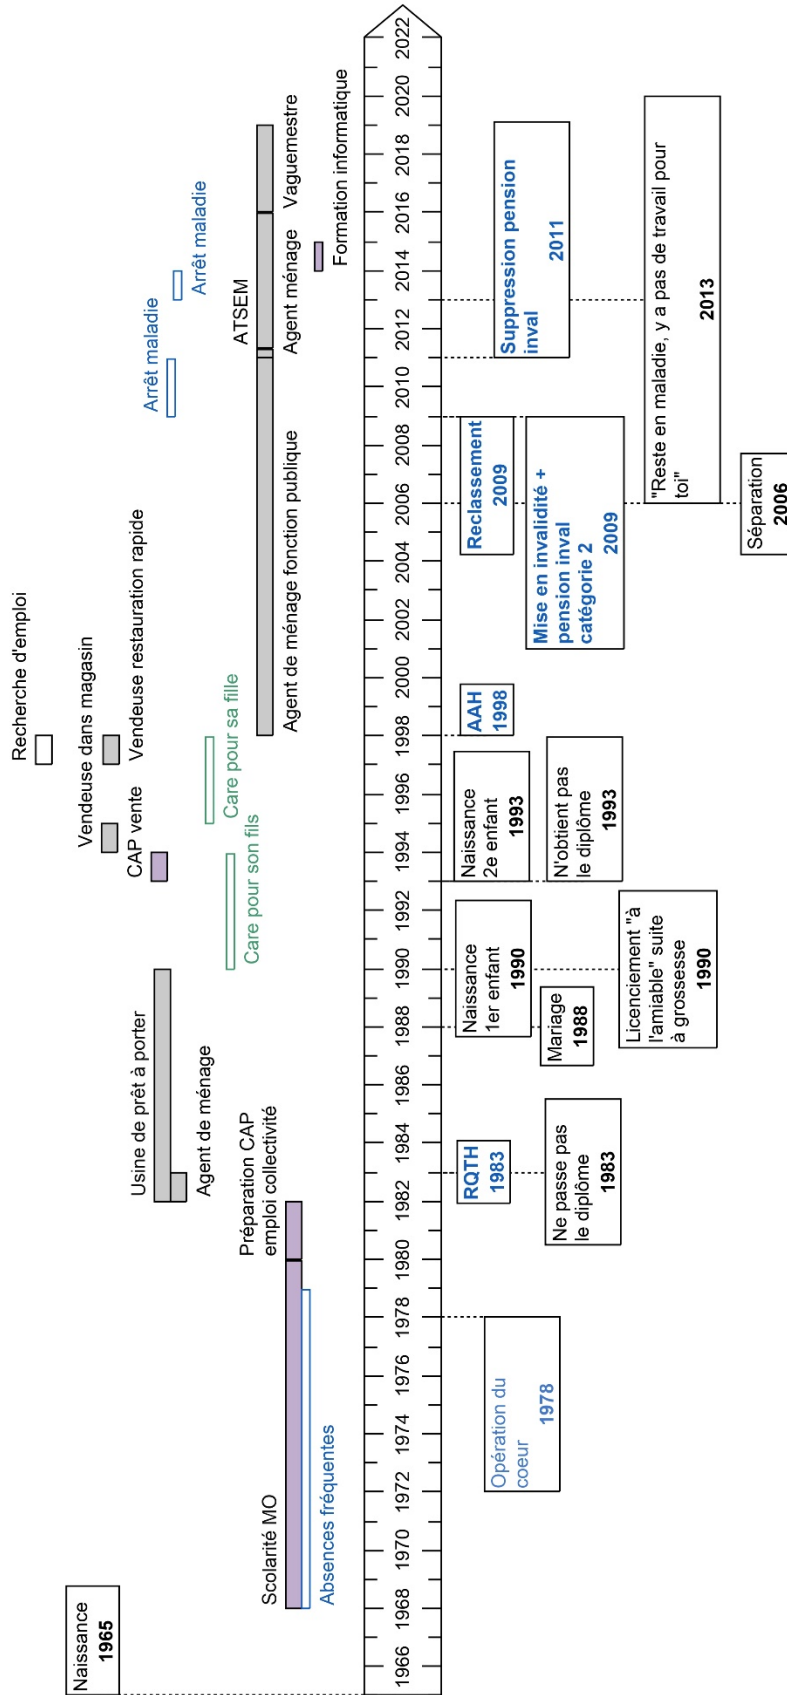 Naissance
1965
Scolarité MO
Absences fréquentes
Préparation CAP
emploi collectivité
Usine de prêt à porter
Agent de ménage
Care pour son fils
CAP vente
Vendeuse dans magasin
Care pour sa fille
Recherche d'emploi
Vendeuse restauration rapide
Agent de ménage fonction publique
Arrêt maladie
Arrêt maladie
ATSEM
Agent ménage
Vaguemestre
Formation informatique
1966 1968 1970 1972 1974 1976 1978 1980 1982 1984 1986 1988 1990 1992 1994 1996 1998 2000 2002 2004 2006 2008 2010 2012 2014 2016 2018 2020 2022
Opération du
coeur
1978
RQTH
1983
Ne passe pas
le diplôme
1983
Naissance
1er enfant
1990
Mariage
1988
Licenciement "à
l'amiable" suite
à grossesse
1990
Naissance
2e enfant
1993
N'obtient pas
le diplôme
1993
AAH
1998
Reclassement
2009
Mise en invalidité +
pension inval
catégorie 2
2009
Suppression pension
inval
2011
"Reste en maladie, y a pas de travail pour
toi"
2013
Séparation
2006